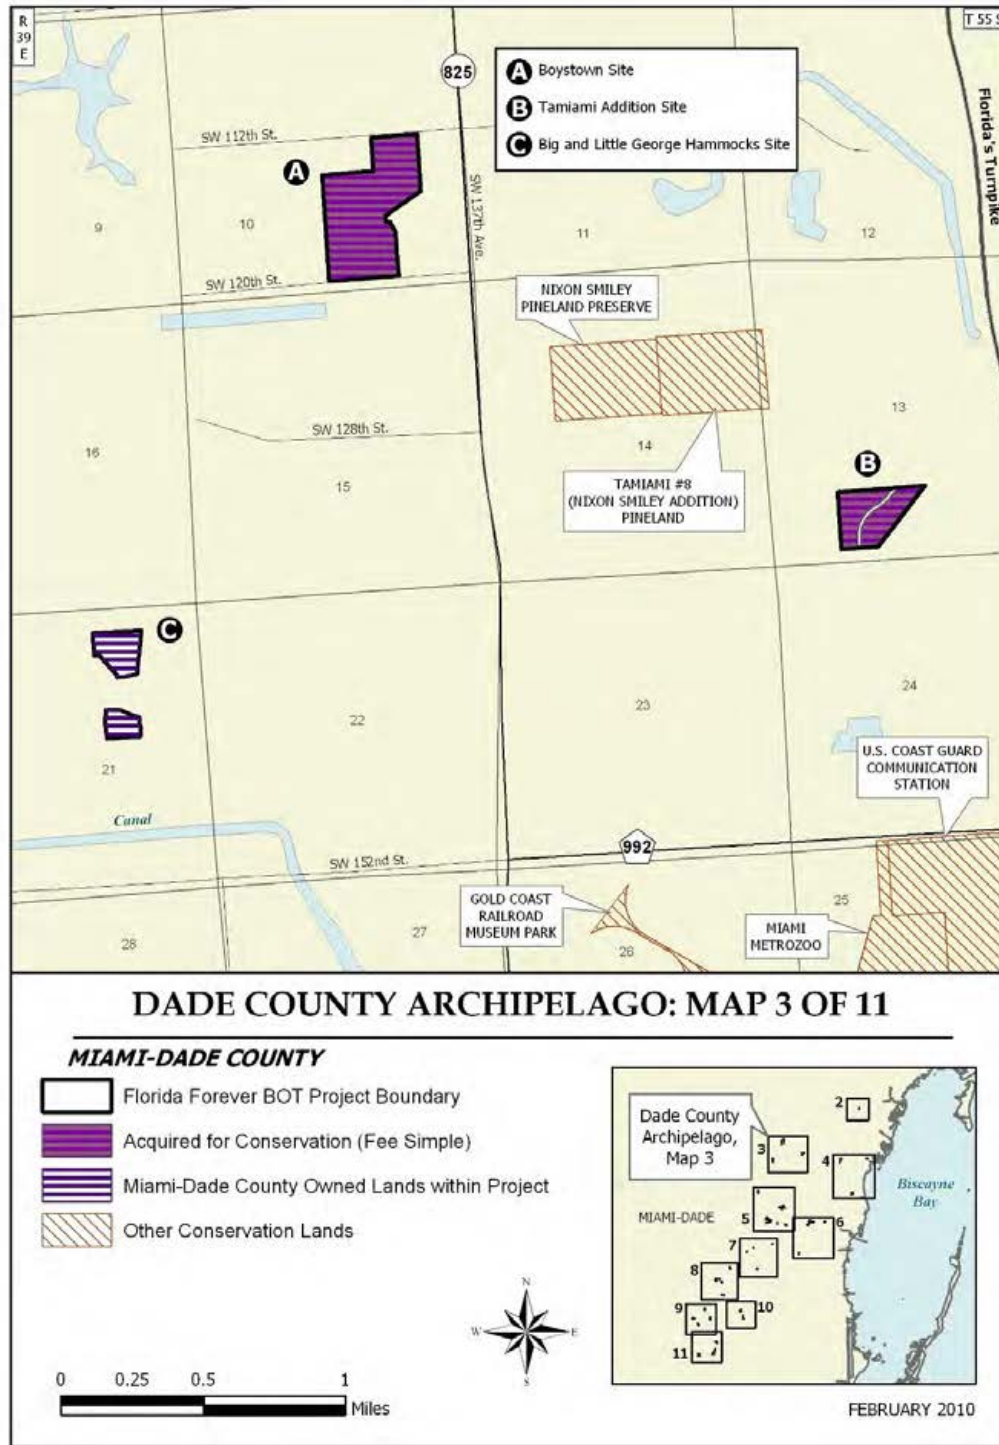 R
39
E
T 55 S
825
A Boystown Site
B Tamiami Addition Site
C Big and Little George Hammocks Site
Florida's Turnpike
SW 112th St.
A
SW 137th Ave.
9
10
11
12
SW 120th St.
NIXON SMILEY
PINELAND PRESERVE
13
SW 128th St.
14
16
15
B
TAMIAMI #8
(NIXON SMILEY ADDITION)
PINELAND
C
24
23
22
21
U.S. COAST GUARD
COMMUNICATION
STATION
Canal
992
SW 152nd St.
GOLD COAST
RAILROAD
MUSEUM PARK
25
MIAMI
METROZOO
28
27
26
DADE COUNTY ARCHIPELAGO: MAP 3 OF 11
MIAMI-DADE COUNTY
Florida Forever BOT Project Boundary
Acquired for Conservation (Fee Simple)
Miami-Dade County Owned Lands within Project
Other Conservation Lands
N
W E
S
0 0.25 0.5 1
Miles
Dade County
Archipelago,
Map 3
2
3
4
Biscayne
Bay
MIAMI-DADE
5
6
7
8
9
10
11
FEBRUARY 2010